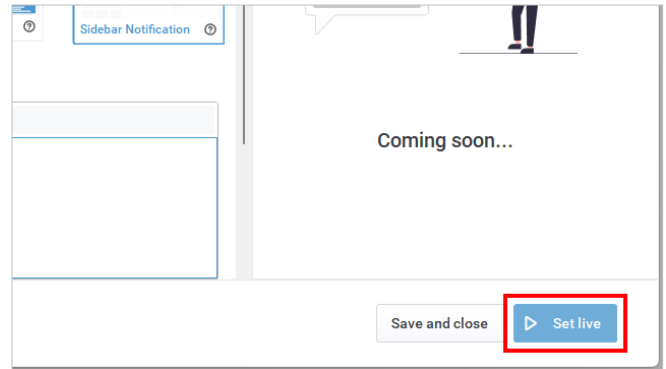 Sidebar Notification
Coming soon...
Save and close
Set live